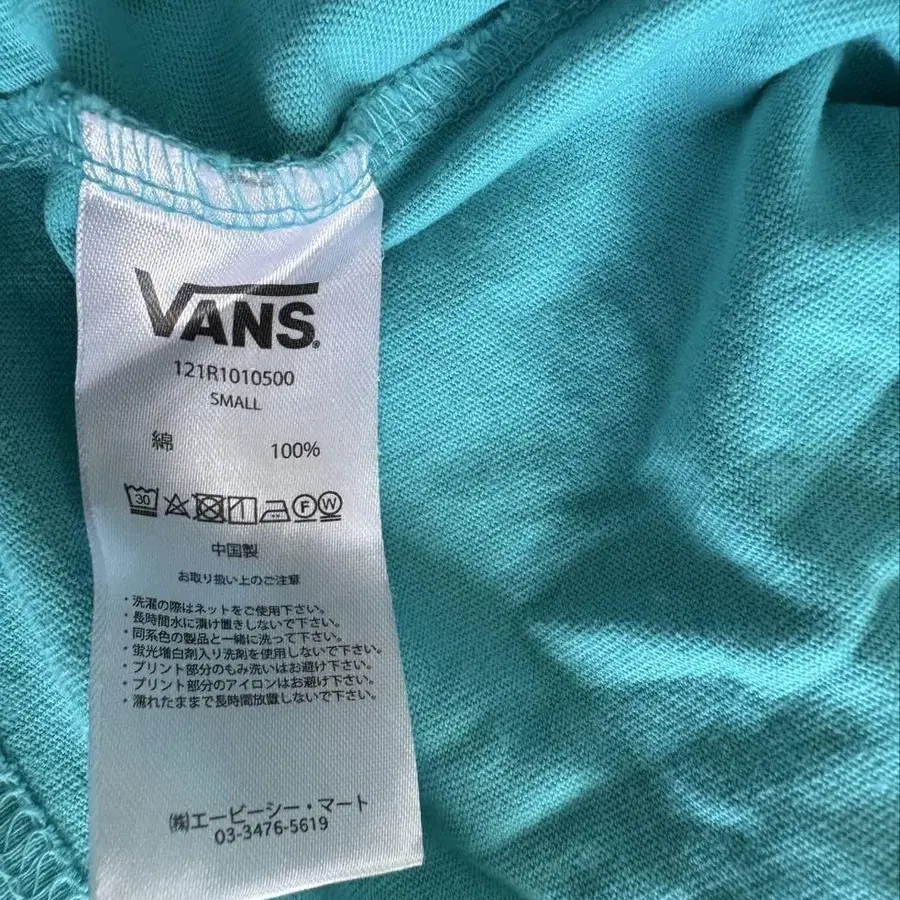 VANS
121R1010500
SMALL
綿 100%
30 F W
中国製
お取り扱い上のご注意
・洗濯の際はネットをご使用下さい。
・長時間水に漬け置きしないで下さい。
・同系色の製品と一緒に洗って下さい。
・蛍光増白剤入り洗剤を使用しないで下さい。
・プリント部分のもみ洗いはお避け下さい。
・プリント部分のアイロンはお避け下さい。
・濡れたままで長時間放置しないで下さい。
㈱エービーシー・マート
03-3476-5619